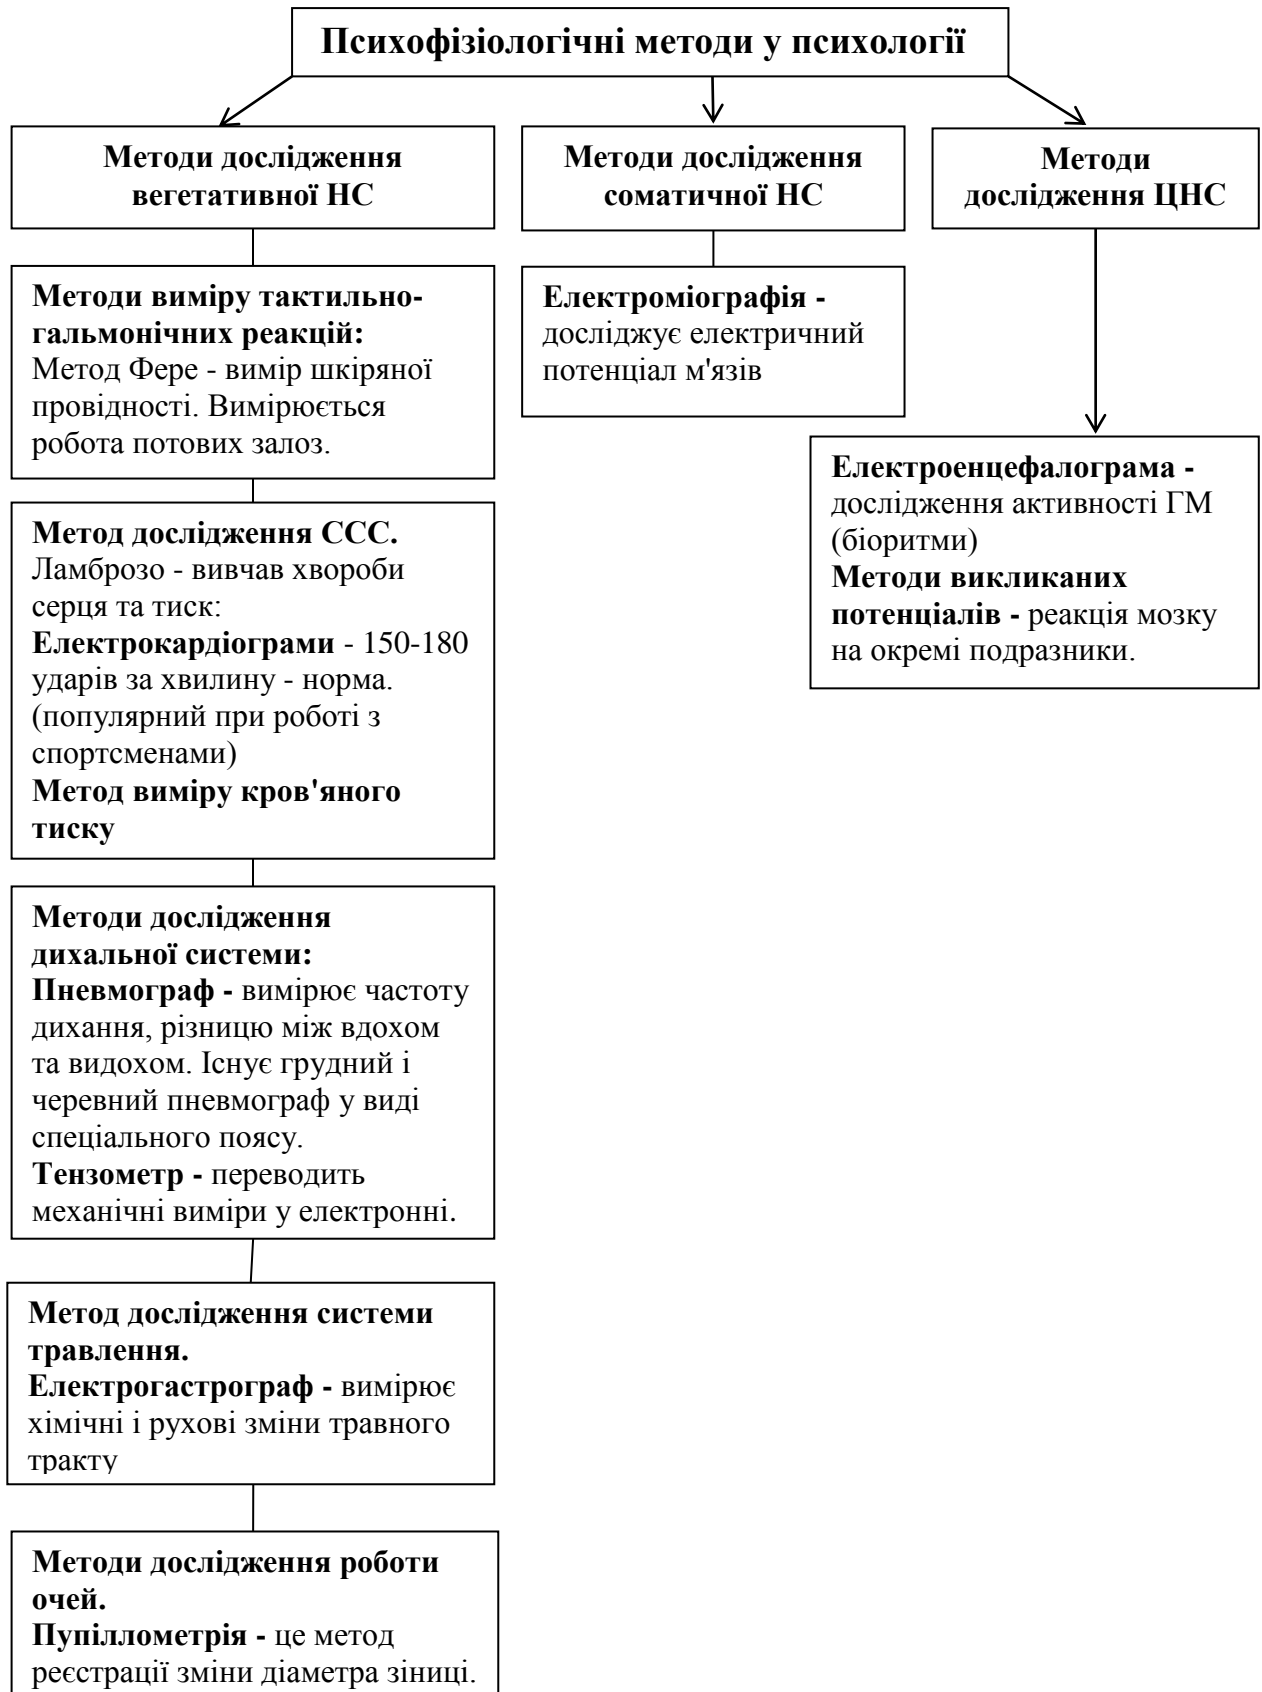 Психофізіологічні методи у психології
Методи дослідження
вегетативної НС
Методи дослідження
соматичної НС
Методи
дослідження ЦНС
Методи виміру тактильно-
гальмонічних реакцій:
Метод Фере - вимір шкіряної
провідності. Вимірюється
робота потових залоз.
Метод дослідження ССС.
Ламброзо - вивчав хвороби
серця та тиск:
Електрокардіограми - 150-180
ударів за хвилину - норма.
(популярний при роботі з
спортсменами)
Метод виміру кров'яного
тиску
Методи дослідження
дихальної системи:
Пневмограф - вимірює частоту
дихання, різницю між вдохом
та видохом. Існує грудний і
черевний пневмограф у виді
спеціального поясу.
Тензометр - переводить
механічні виміри у електронні.
Метод дослідження системи
травлення.
Електрогастрограф - вимірює
хімічні і рухові зміни травного
тракту
Методи дослідження роботи
очей.
Пупіллометрія - це метод
реєстрації зміни діаметра зіниці.
Електроміографія -
досліджує електричний
потенціал м'язів
Електроенцефалограма -
дослідження активності ГМ
(біоритми)
Методи викликаних
потенціалів - реакція мозку
на окремі подразники.